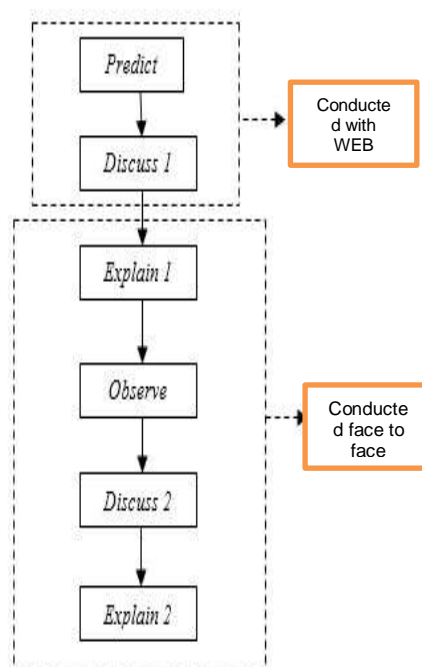 Predict
Discuss 1
Conducte
d with
WEB
Explain 1
Observe
Conducte
d face to
face
Discuss 2
Explain 2